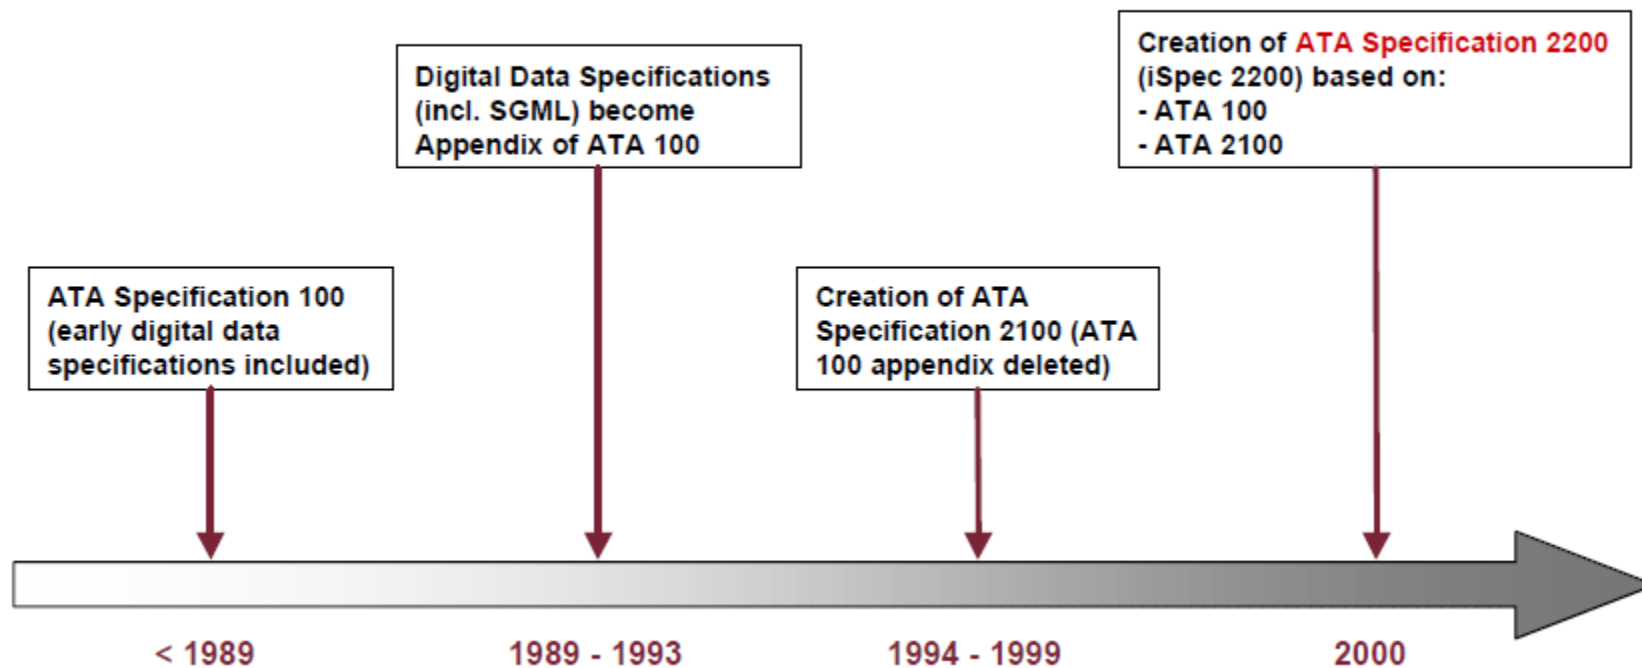 Creation of ATA Specification 2200
(iSpec 2200) based on:
- ATA 100
- ATA 2100
Digital Data Specifications
(incl. SGML) become
Appendix of ATA 100
ATA Specification 100
(early digital data
specifications included)
Creation of ATA
Specification 2100 (ATA
100 appendix deleted)
< 1989
1989 - 1993
1994 - 1999
2000